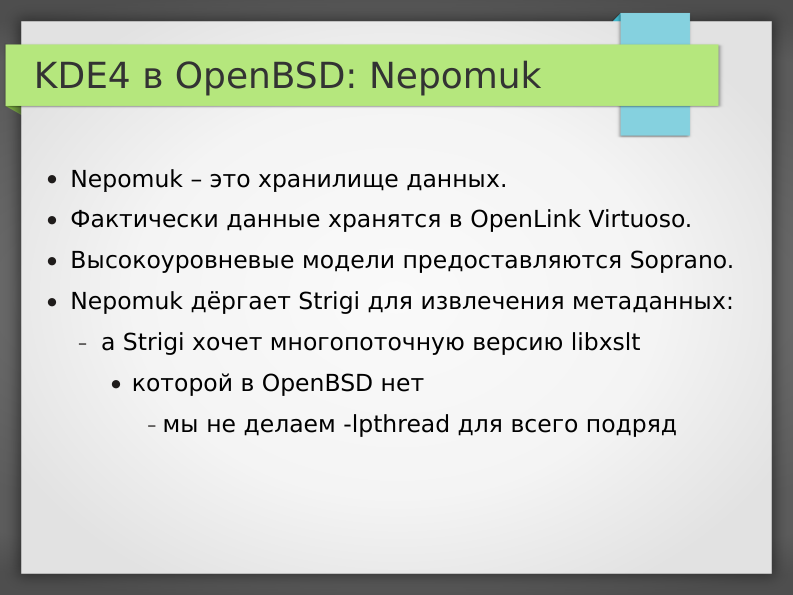 KDE4 в OpenBSD: Nepomuk
● Nepomuk – это хранилище данных.
● Фактически данные хранятся в OpenLink Virtuoso.
● Высокоуровневые модели предоставляются Soprano.
● Nepomuk дёргает Strigi для извлечения метаданных:
– а Strigi хочет многопоточную версию libxslt
● которой в OpenBSD нет
– мы не делаем -lpthread для всего подряд